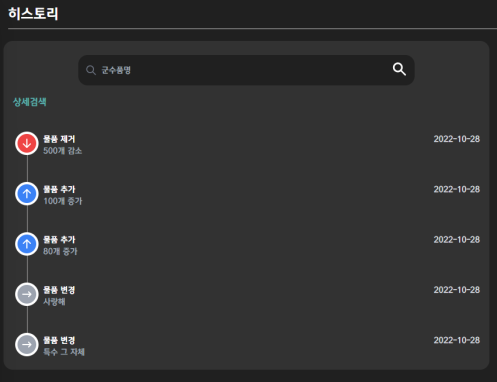 히스토리
군수품명
상세검색
물품 제거
2022-10-28
500개 감소
물품 추가
2022-10-28
100개 증가
물품 추가
2022-10-28
80개 증가
물품 변경
2022-10-28
사랑해
물품 변경
2022-10-28
특수 그 자체